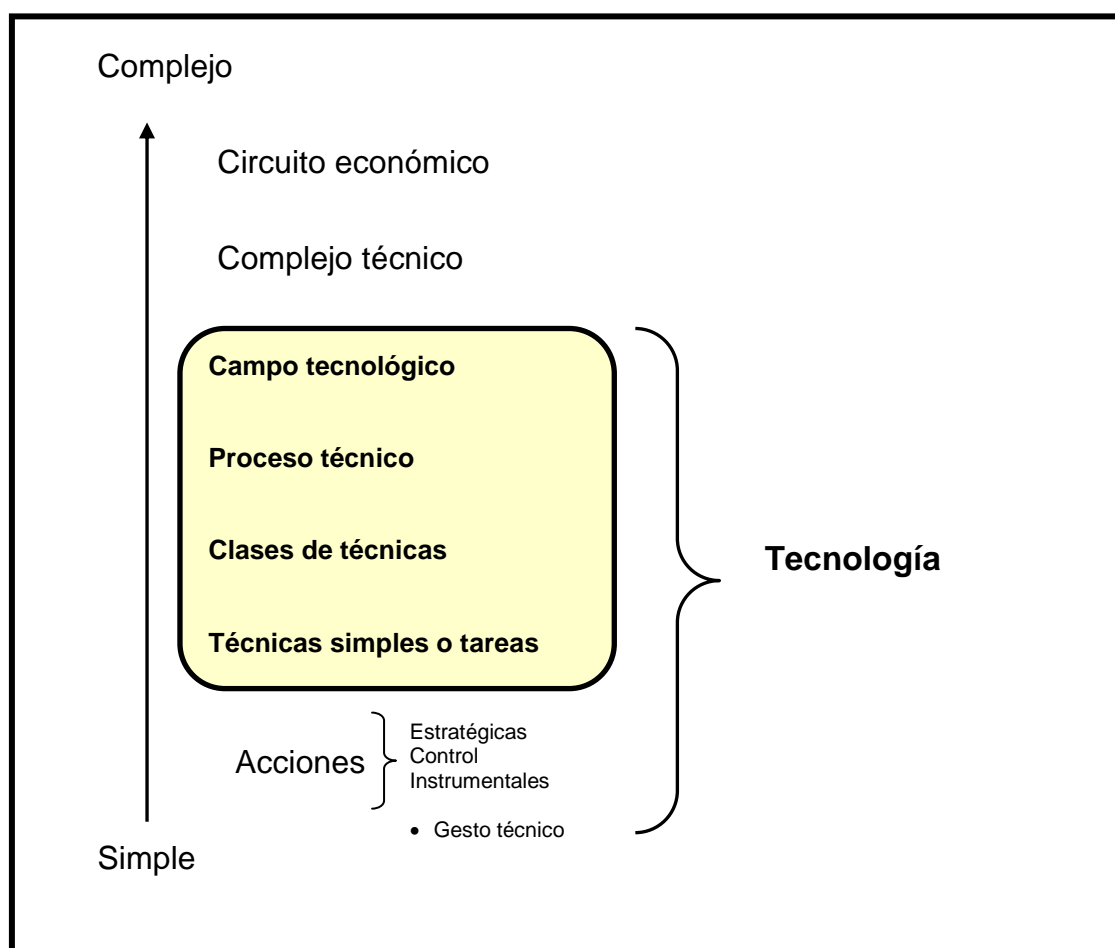 Complejo
Circuito económico
Complejo técnico
Campo tecnológico
Proceso técnico
Clases de técnicas
Tecnología
Técnicas simples o tareas
Acciones
Estratégicas
Control
Instrumentales
• Gesto técnico
Simple